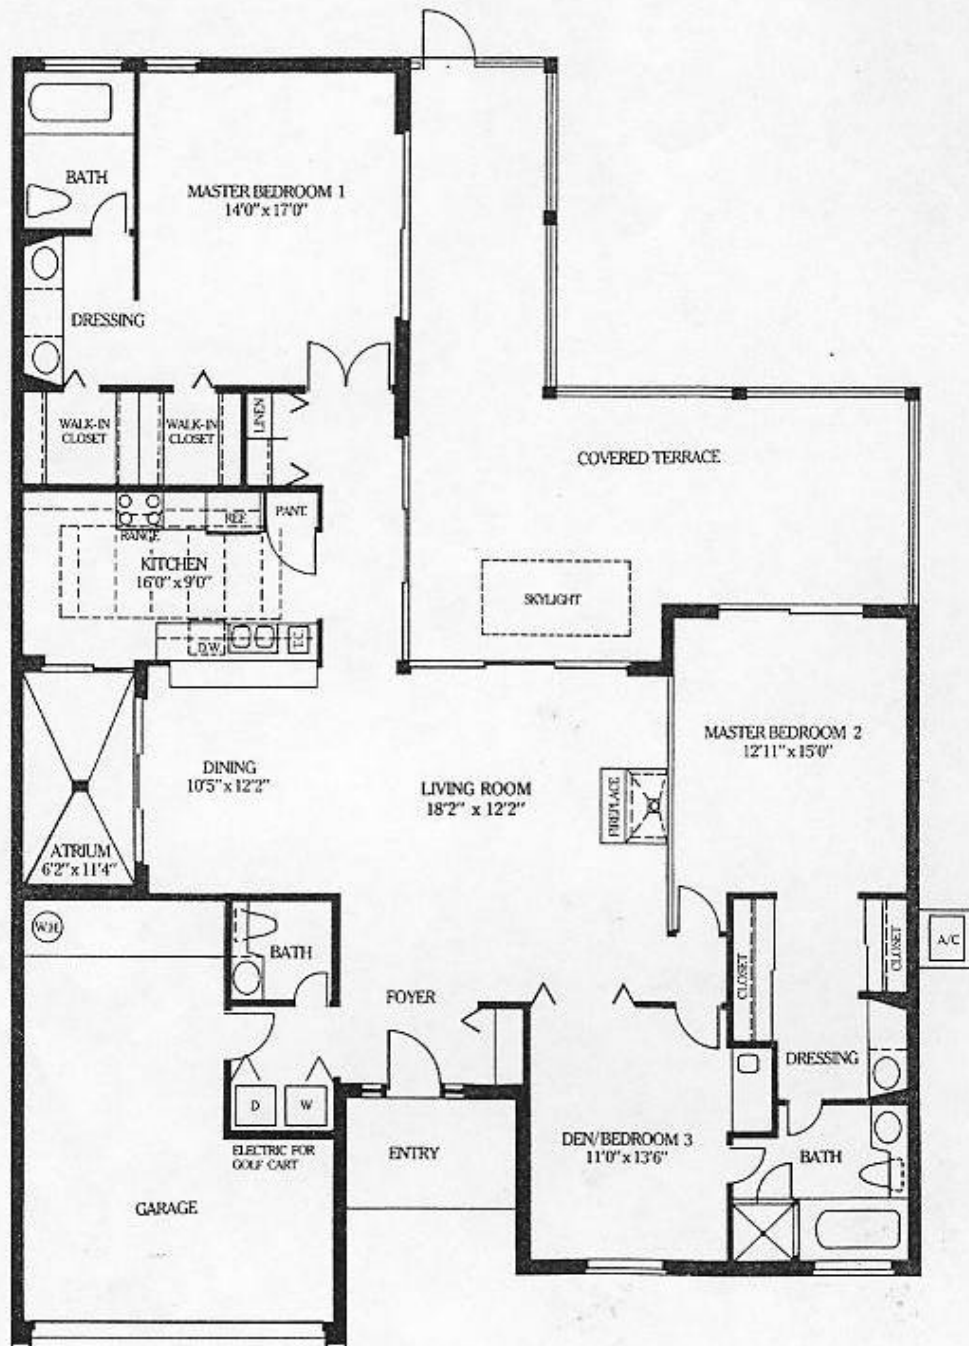 BATH
MASTER BEDROOM 1
14'0" x 17'0"
DRESSING
WALK-IN
CLOSET
WALK-IN
CLOSET
LINEN
COVERED TERRACE
RANGE
REF.
PANT.
KITCHEN
16'0" x 9'0"
SKYLIGHT
D.W.
T.C.
MASTER BEDROOM 2
12'11" x 15'0"
DINING
10'5" x 12'2"
LIVING ROOM
18'2" x 12'2"
FIREPLACE
ATRIUM
6'2" x 11'4"
W.H.
BATH
CLOSET
CLOSET
A/C
FOYER
DRESSING
D
W
ELECTRIC FOR
GOLF CART
ENTRY
DEN/BEDROOM 3
11'0" x 13'6"
BATH
GARAGE